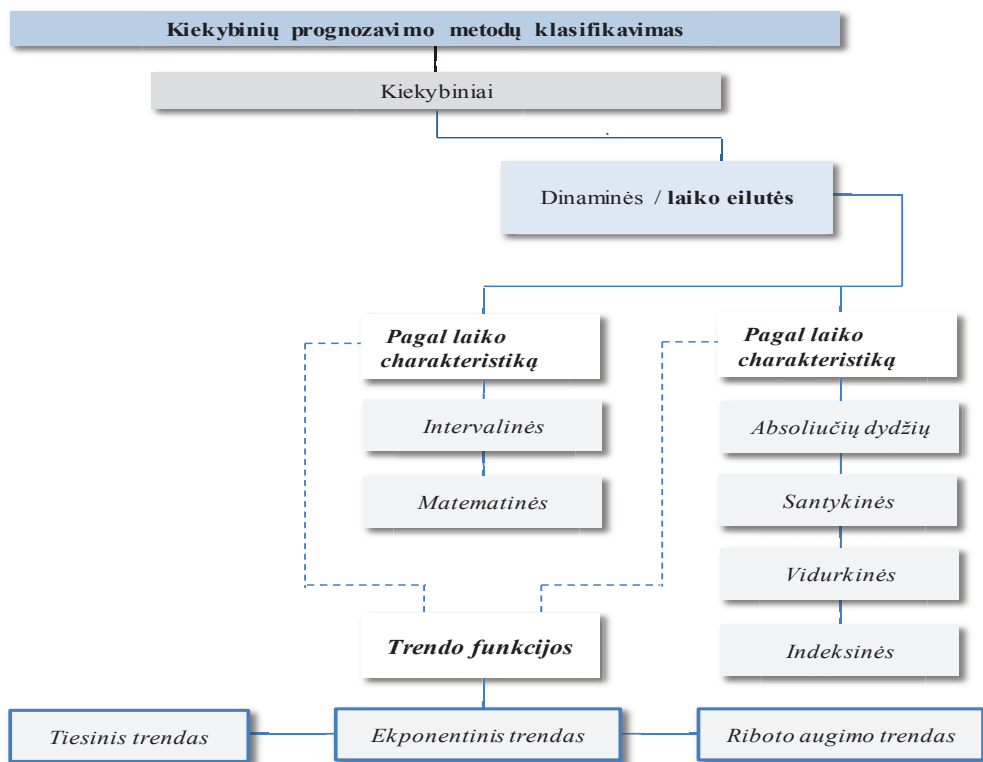 Kiekybinių prognozavimo metodų klasifikavimas
Kiekybiniai
Dinaminės / laiko eilutės
Pagal laiko
charakteristiką
Intervalinės
Matematinės
Pagal laiko
charakteristiką
Absoliučių dydžių
Santykinės
Vidurkinės
Indeksinės
Trendo funkcijos
Tiesinis trendas
Ekponentinis trendas
Riboto augimo trendas